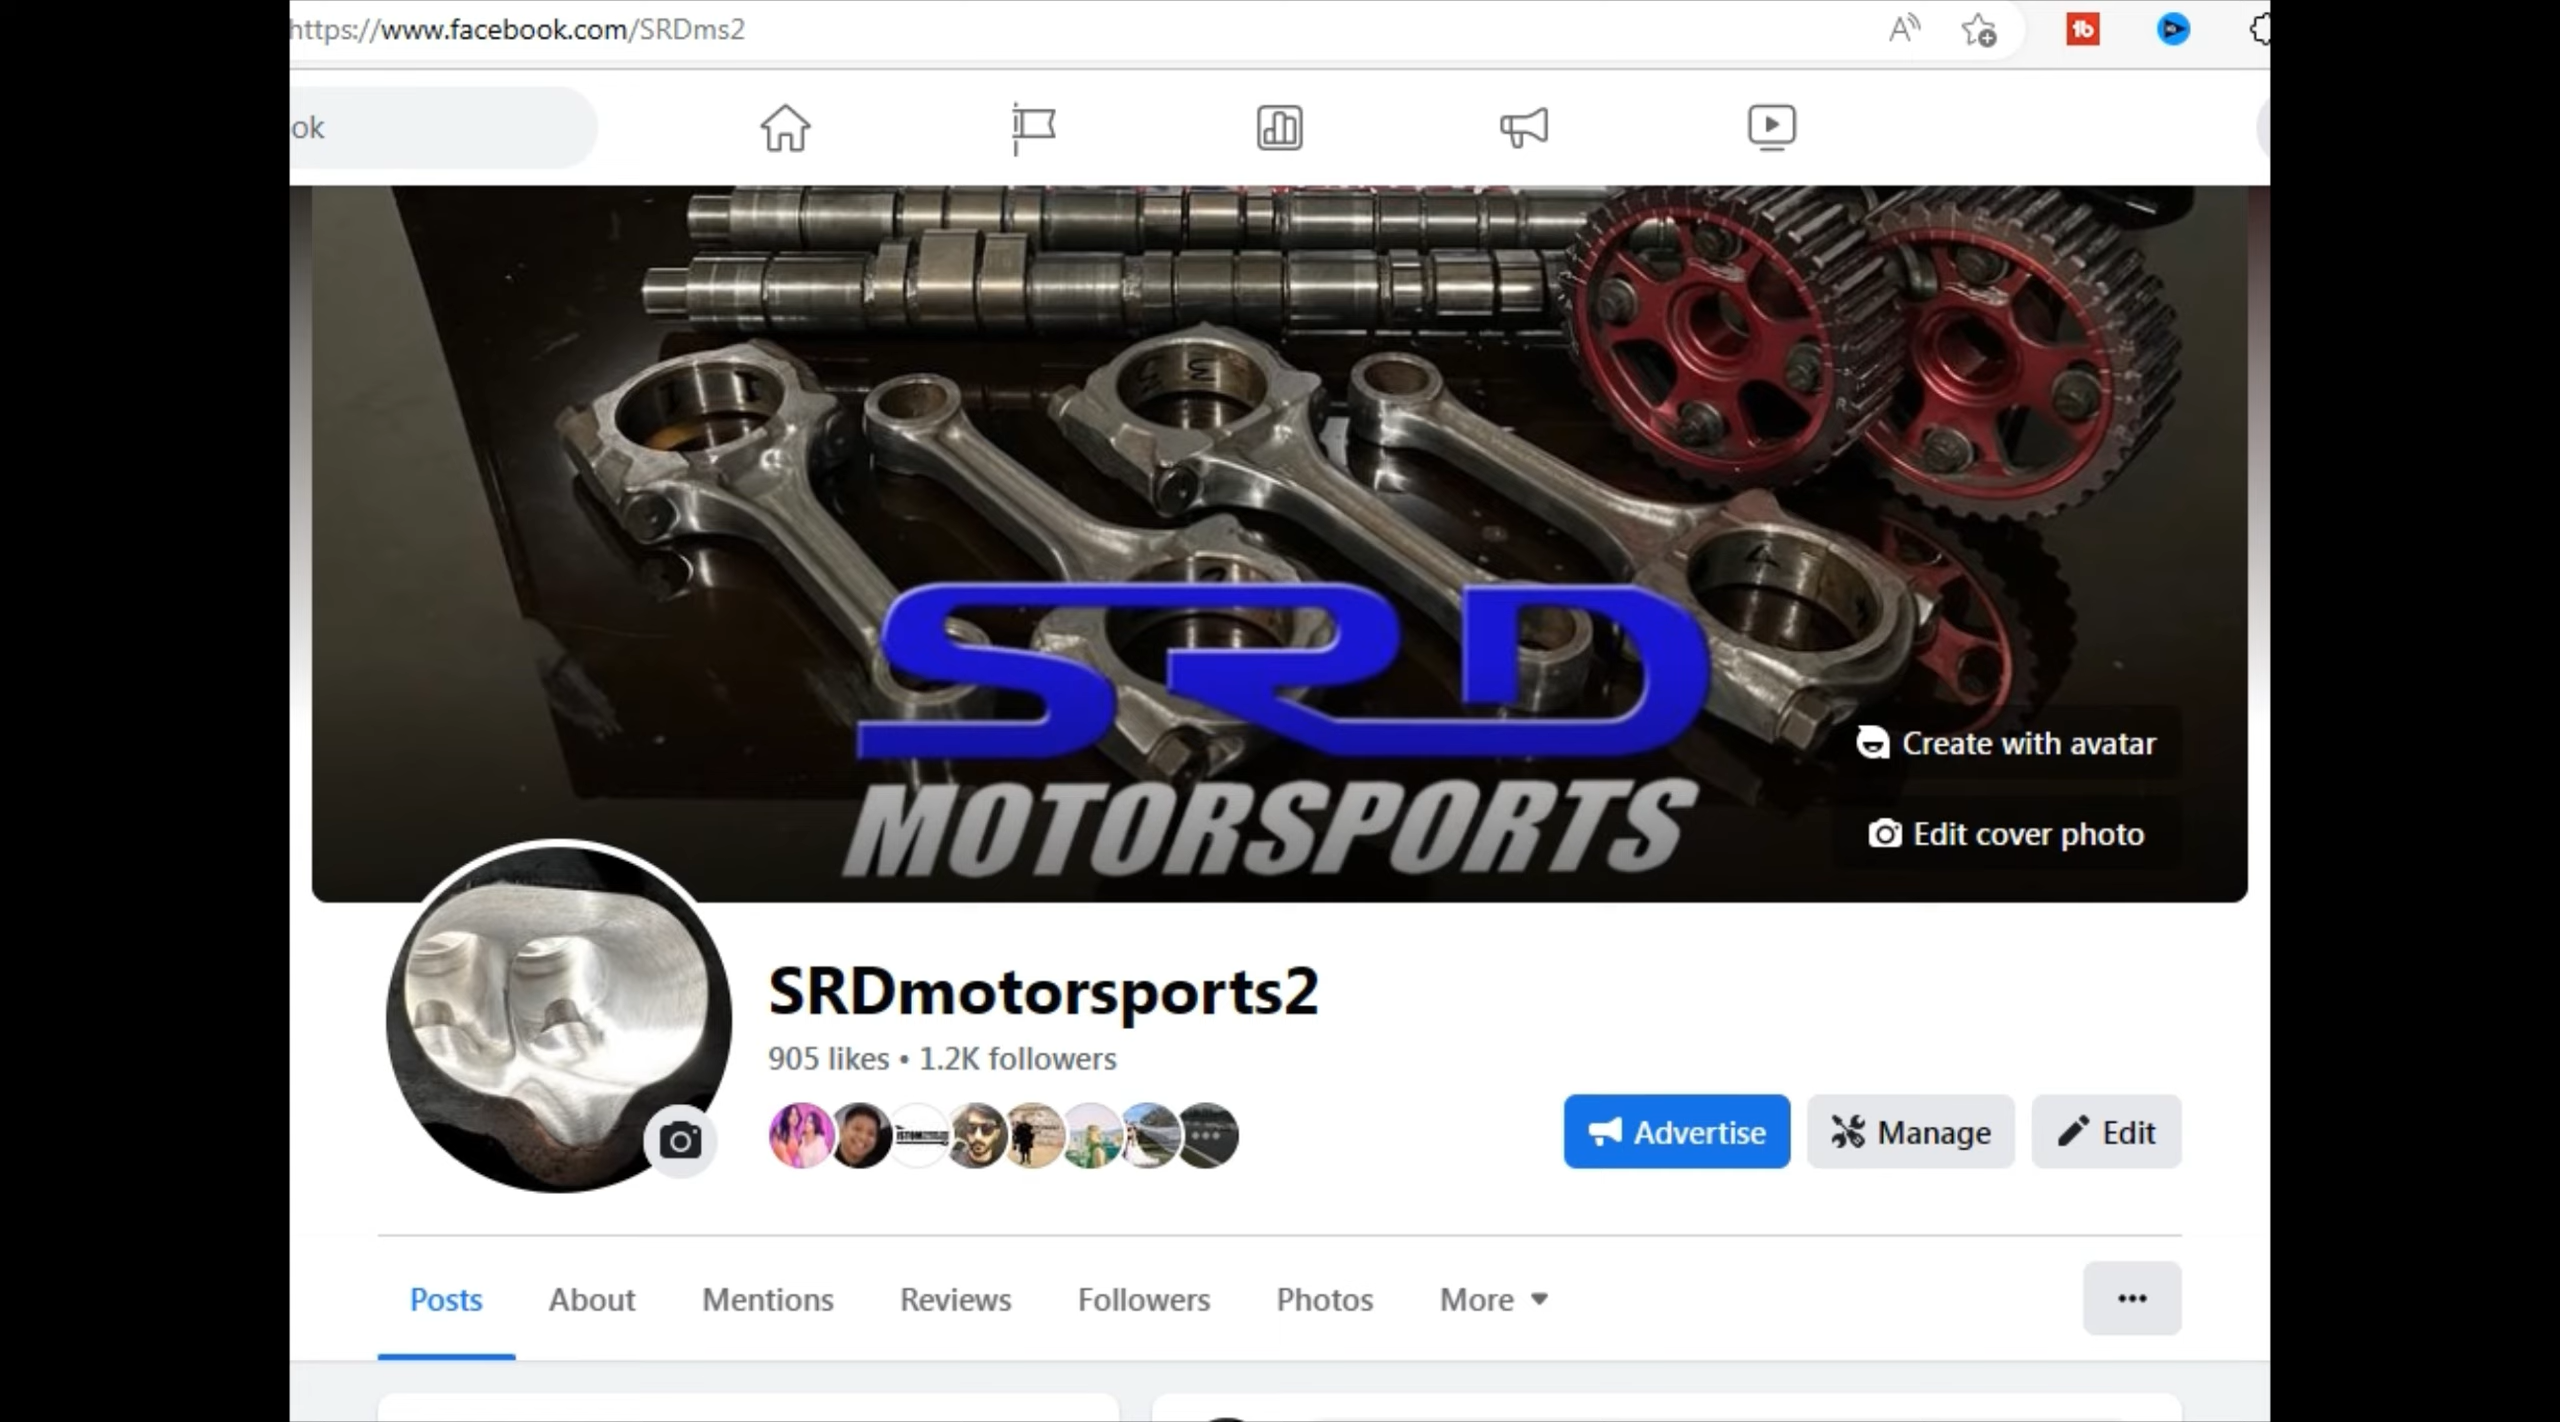 https://www.facebook.com/SRDms2
ok
SRD
MOTORSPORTS
Create with avatar
Edit cover photo
SRDmotorsports2
905 likes • 1.2K followers
Advertise
Manage
Edit
Posts
About
Mentions
Reviews
Followers
Photos
More